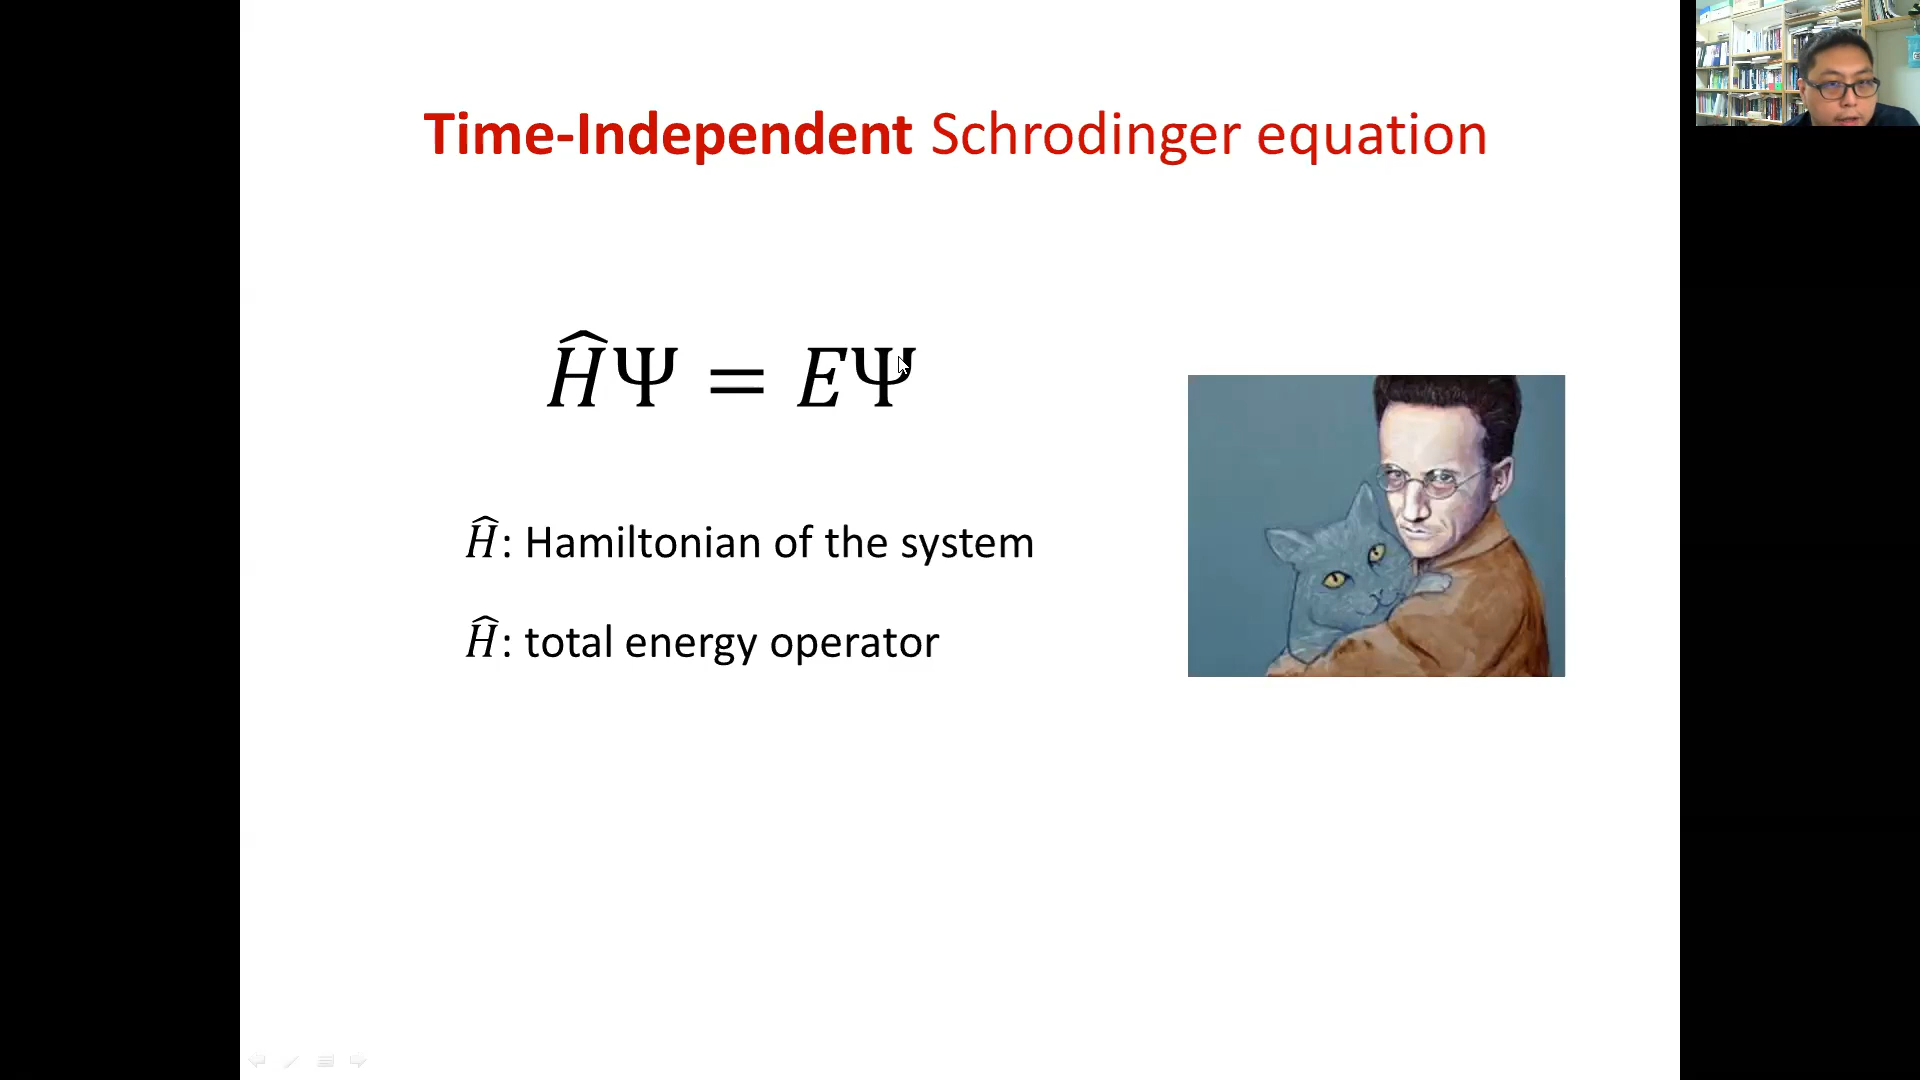 Time-Independent Schrodinger equation
ĤΨ = EΨ
Ĥ: Hamiltonian of the system
Ĥ: total energy operator